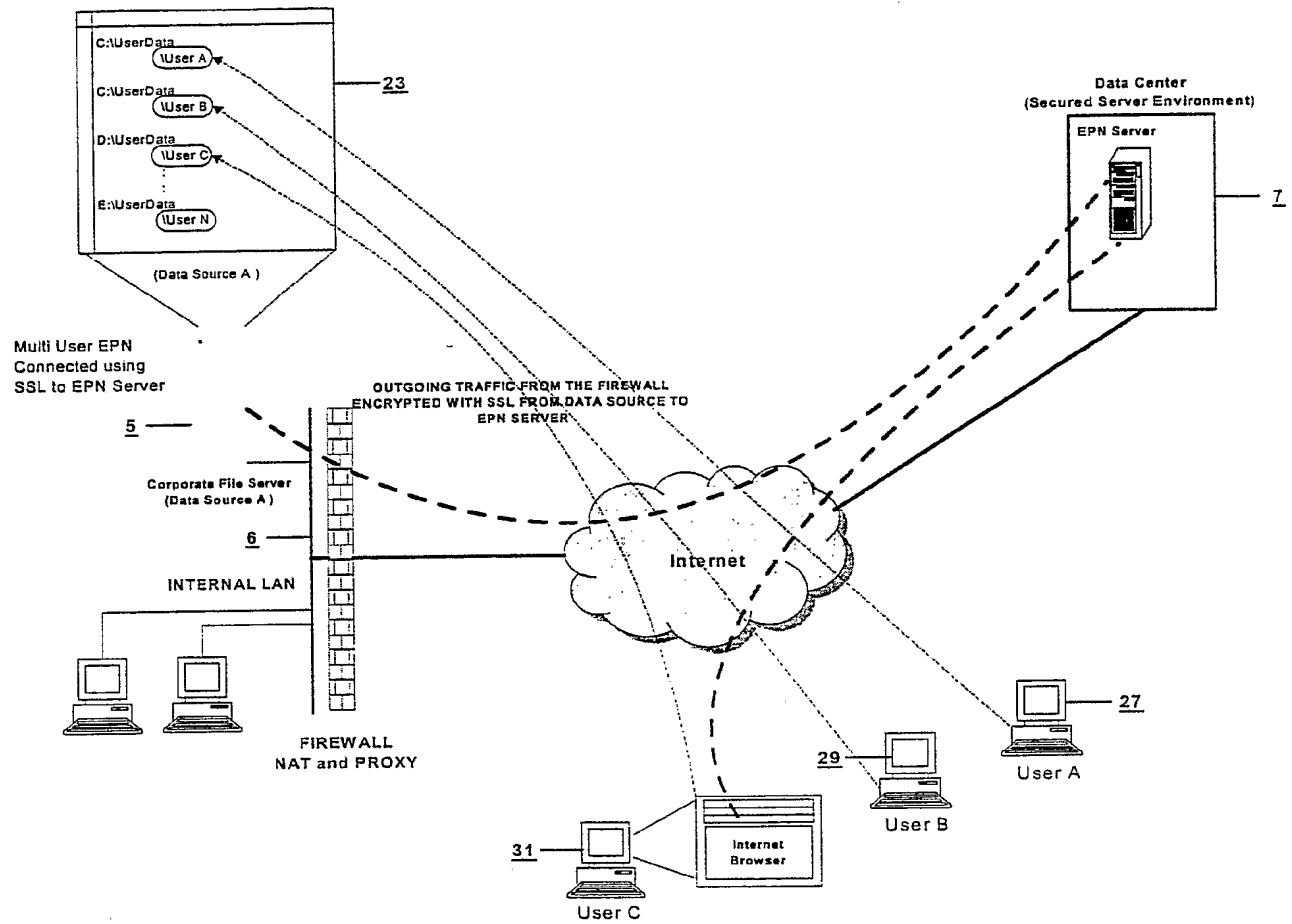 C:\UserData
\User A
C:\UserData
\User B
D:\UserData
\User C
E:\UserData
\User N
23
(Data Source A )
Data Center
(Secured Server Environment)
EPN Server
7
Multi User EPN
Connected using
SSL to EPN Server
5
OUTGOING TRAFFIC FROM THE FIREWALL
ENCRYPTED WITH SSL FROM DATA SOURCE TO
EPN SERVER
Corporate File Server
(Data Source A )
6
INTERNAL LAN
Internet
FIREWALL
NAT and PROXY
27
User A
29
User B
31
User C
Internet
Browser